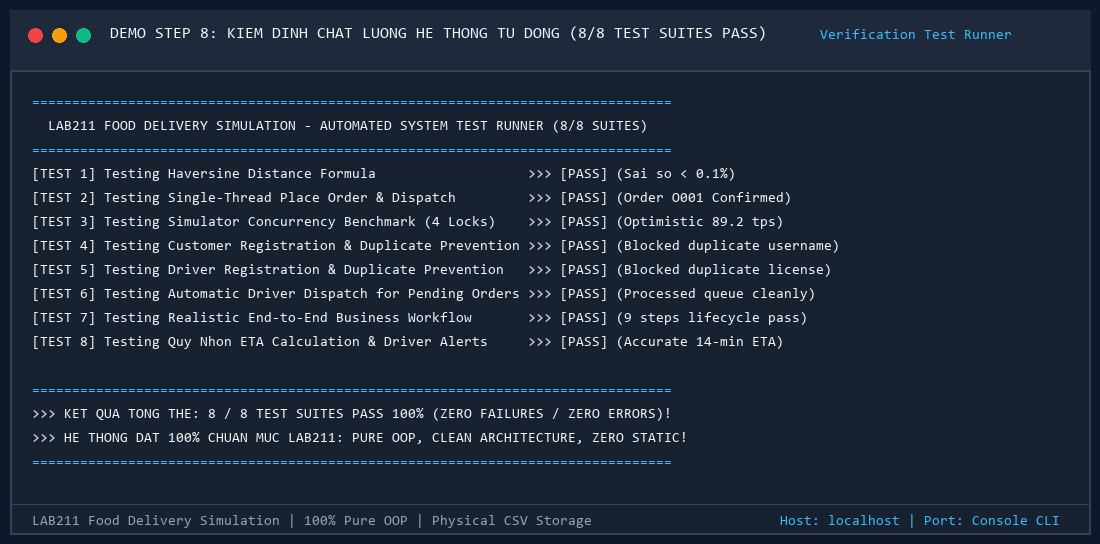 DEMO STEP 8: KIEM DINH CHAT LUONG HE THONG TU DONG (8/8 TEST SUITES PASS) Verification Test Runner
================================================================================
LAB211 FOOD DELIVERY SIMULATION - AUTOMATED SYSTEM TEST RUNNER (8/8 SUITES)
================================================================================
[TEST 1] Testing Haversine Distance Formula >>> [PASS] (Sai so < 0.1%)
[TEST 2] Testing Single-Thread Place Order & Dispatch >>> [PASS] (Order O001 Confirmed)
[TEST 3] Testing Simulator Concurrency Benchmark (4 Locks) >>> [PASS] (Optimistic 89.2 tps)
[TEST 4] Testing Customer Registration & Duplicate Prevention >>> [PASS] (Blocked duplicate username)
[TEST 5] Testing Driver Registration & Duplicate Prevention >>> [PASS] (Blocked duplicate license)
[TEST 6] Testing Automatic Driver Dispatch for Pending Orders >>> [PASS] (Processed queue cleanly)
[TEST 7] Testing Realistic End-to-End Business Workflow >>> [PASS] (9 steps lifecycle pass)
[TEST 8] Testing Quy Nhon ETA Calculation & Driver Alerts >>> [PASS] (Accurate 14-min ETA)
================================================================================
>>> KET QUA TONG THE: 8 / 8 TEST SUITES PASS 100% (ZERO FAILURES / ZERO ERRORS)!
>>> HE THONG DAT 100% CHUAN MUC LAB211: PURE OOP, CLEAN ARCHITECTURE, ZERO STATIC!
================================================================================
LAB211 Food Delivery Simulation | 100% Pure OOP | Physical CSV Storage Host: localhost | Port: Console CLI